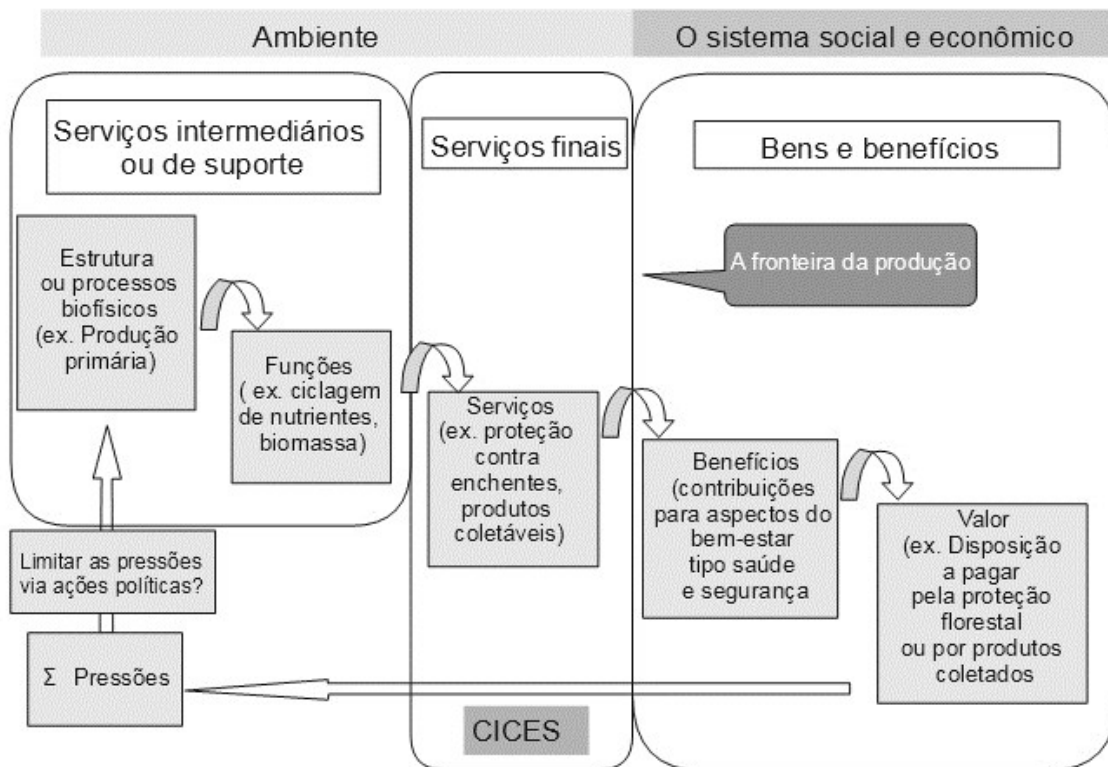 Ambiente
O sistema social e econômico
Serviços intermediários
ou de suporte
Serviços finais
Bens e benefícios
A fronteira da produção
Estrutura
ou processos
biofísicos
(ex. Produção
primária)
Funções
( ex. ciclagem
de nutrientes,
biomassa)
Serviços
(ex. proteção
contra
enchentes,
produtos
coletáveis)
Benefícios
(contribuições
para aspectos do
bem-estar
tipo saúde
e segurança
Valor
(ex. Disposição
a pagar
pela proteção
florestal
ou por produtos
coletados
Limitar as pressões
via ações políticas?
Σ Pressões
CICES